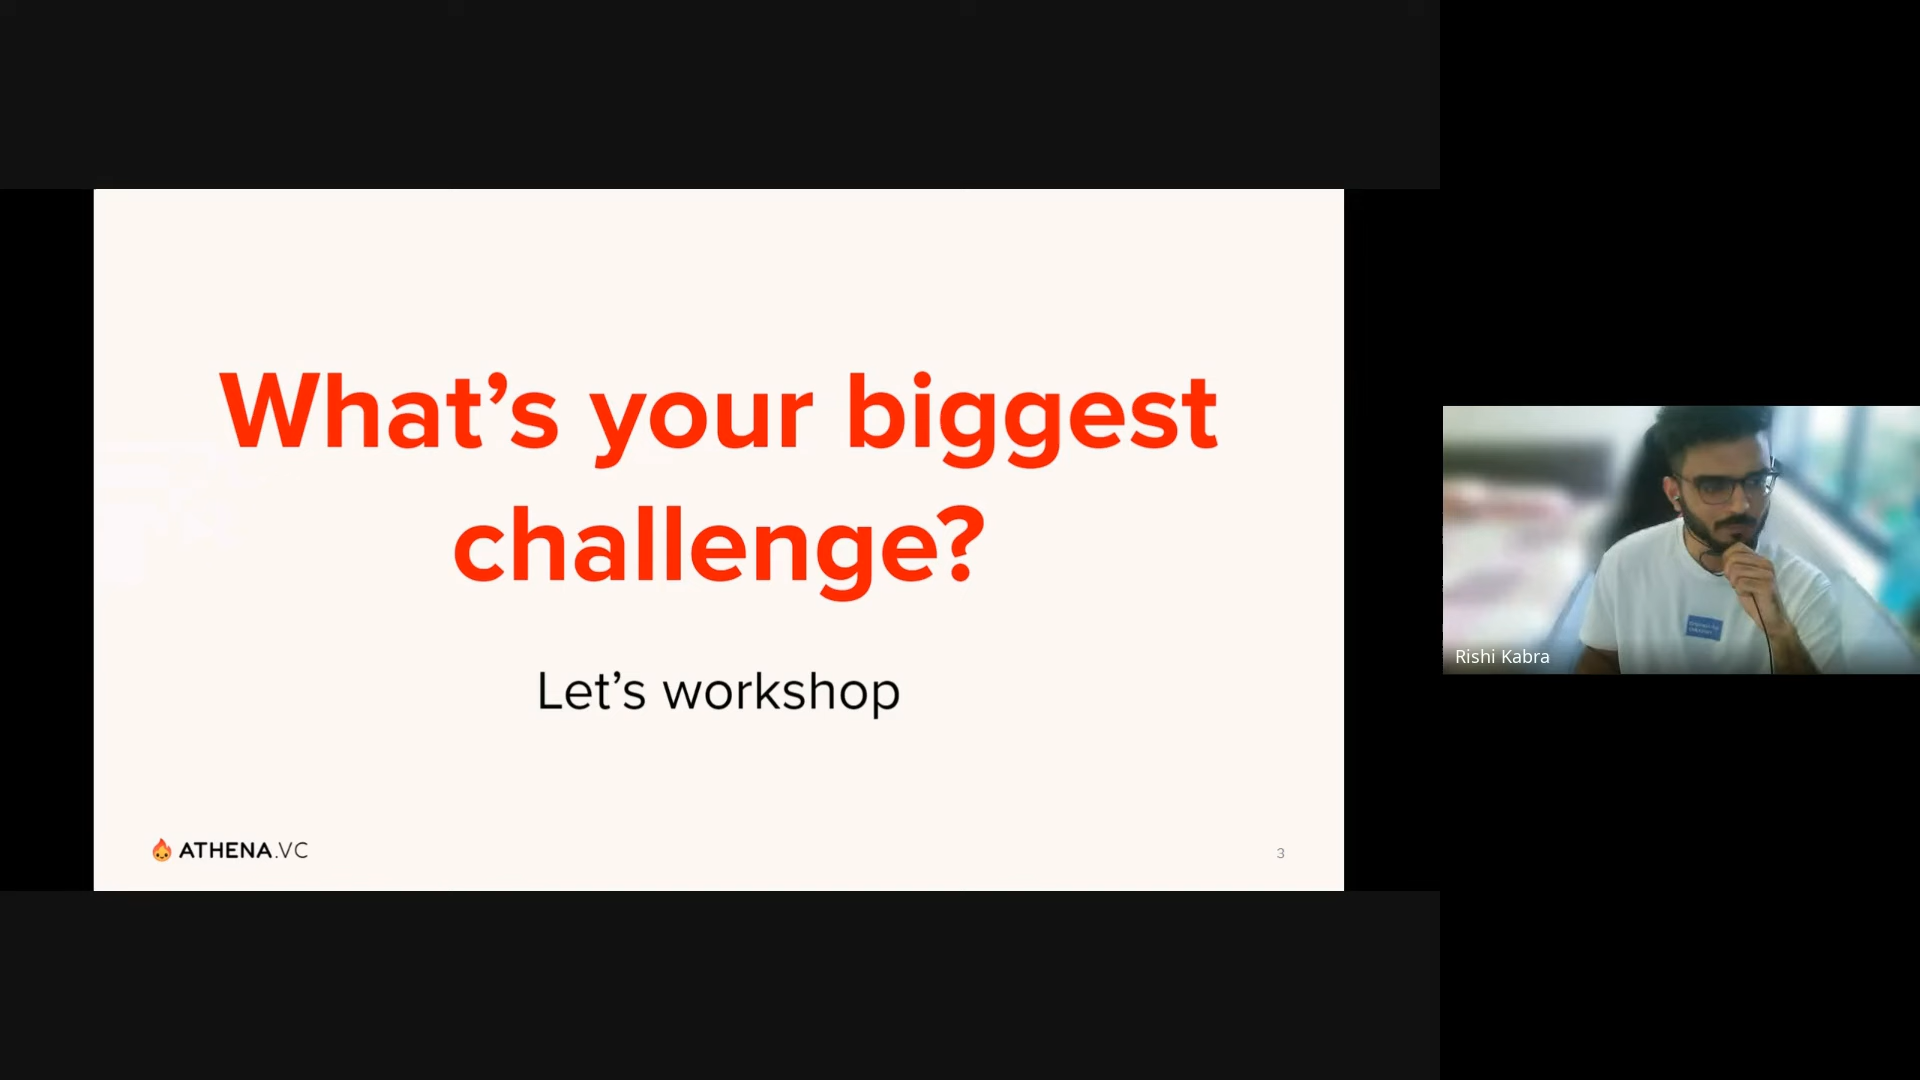 What’s your biggest
challenge?
Let’s workshop
ATHENA.VC
3
Rishi Kabra